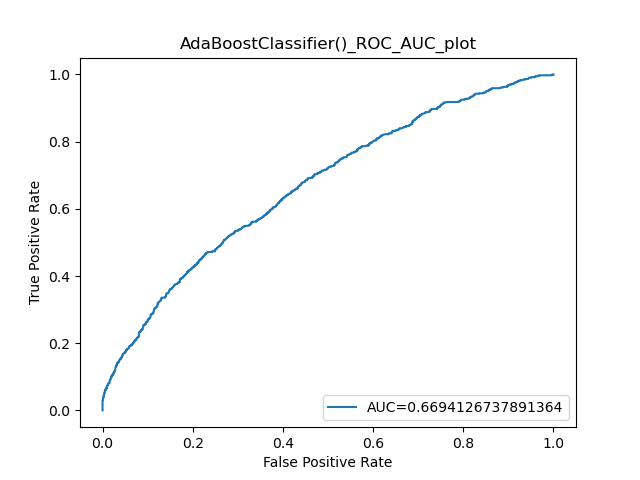 AdaBoostClassifier()_ROC_AUC_plot
True Positive Rate
1.0
0.8
0.6
0.4
0.2
0.0
AUC=0.6694126737891364
0.0 0.2 0.4 0.6 0.8 1.0
False Positive Rate